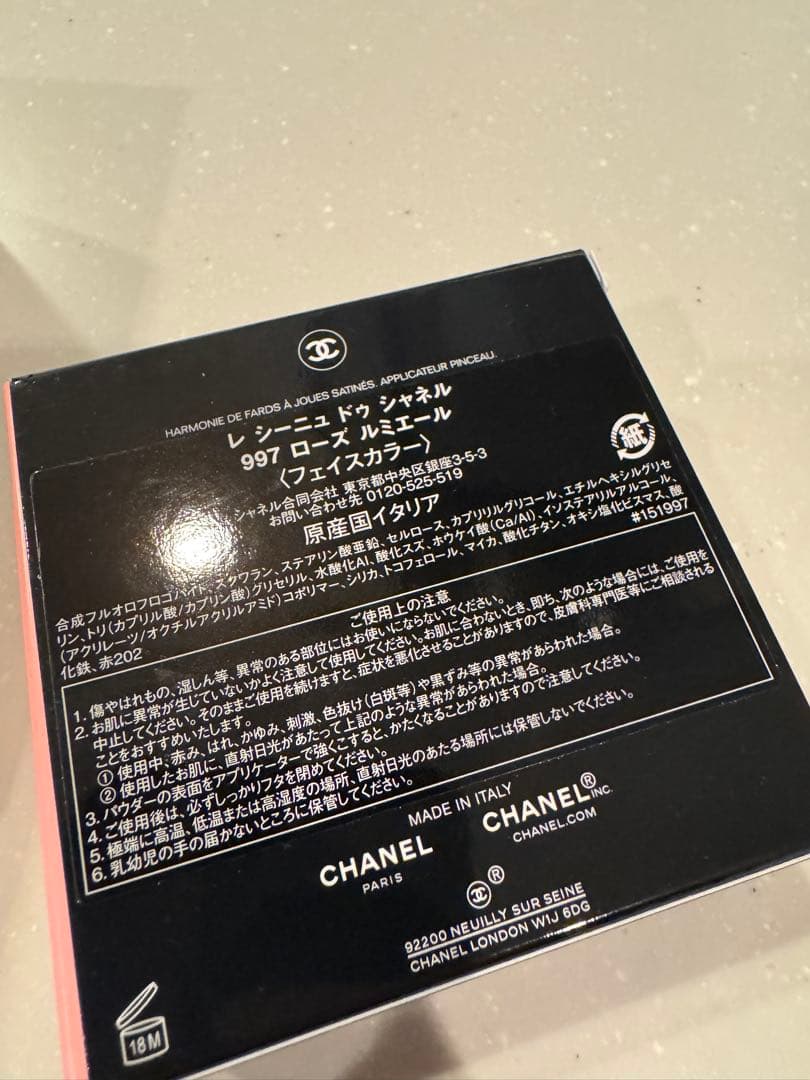 HARMONIE DE FARDS À JOUES SATINÉS. APPLICATEUR PINCEAU.
レ シーニュ ドゥ シャネル
997 ローズ ルミエール
〈フェイスカラー〉
シャネル合同会社 東京都中央区銀座3-5-3
お問い合わせ先 0120-525-519
原産国イタリア
紙
合成フルオロフロゴパイト、スクワラン、ステアリン酸亜鉛、セルロース、カプリリルグリコール、エチルヘキシルグリセ
リン、トリ(カプリル酸/カプリン酸)グリセリル、水酸化Al、酸化スズ、ホウケイ酸(Ca/Al)、イソステアリルアルコール、
(アクリレーツ/オクチルアクリルアミド)コポリマー、シリカ、トコフェロール、マイカ、酸化チタン、オキシ塩化ビスマス、酸
化鉄、赤202
#151997
ご使用上の注意
1. 傷やはれもの、湿しん等、異常のある部位にはお使いにならないでください。
2. お肌に異常が生じていないかよく注意して使用してください。お肌に合わないとき、即ち、次のような場合には、ご使用を
中止してください。そのままご使用を続けますと、症状を悪化させることがありますので、皮膚科専門医等にご相談される
ことをおすすめいたします。
① 使用中、赤み、はれ、かゆみ、刺激、色抜け(白斑等)や黒ずみ等の異常があらわれた場合。
② 使用したお肌に、直射日光があたって上記のような異常があらわれた場合。
3. パウダーの表面をアプリケーターで強くこすると、かたくなることがありますので注意してください。
4. ご使用後は、必ずしっかりフタを閉めてください。
5. 極端に高温、低温または高湿度の場所、直射日光のあたる場所には保管しないでください。
6. 乳幼児の手の届かないところに保管してください。
MADE IN ITALY
CHANEL
PARIS
CHANEL® INC.
CHANEL.COM
®
92200 NEUILLY SUR SEINE
CHANEL LONDON W1J 6DG
18M